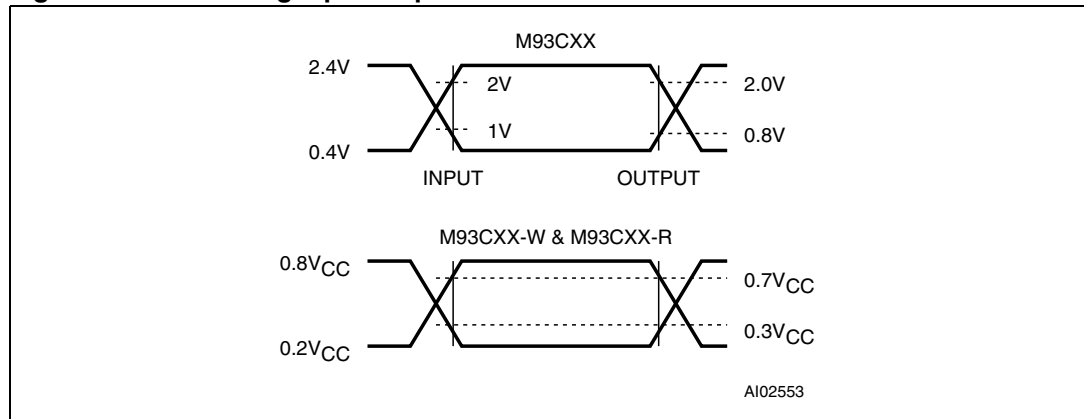 M93CXX
2.4V
2V
2.0V
1V
0.8V
0.4V
INPUT
OUTPUT
M93CXX-W & M93CXX-R
0.8VCC
0.7VCC
0.3VCC
0.2VCC
AI02553